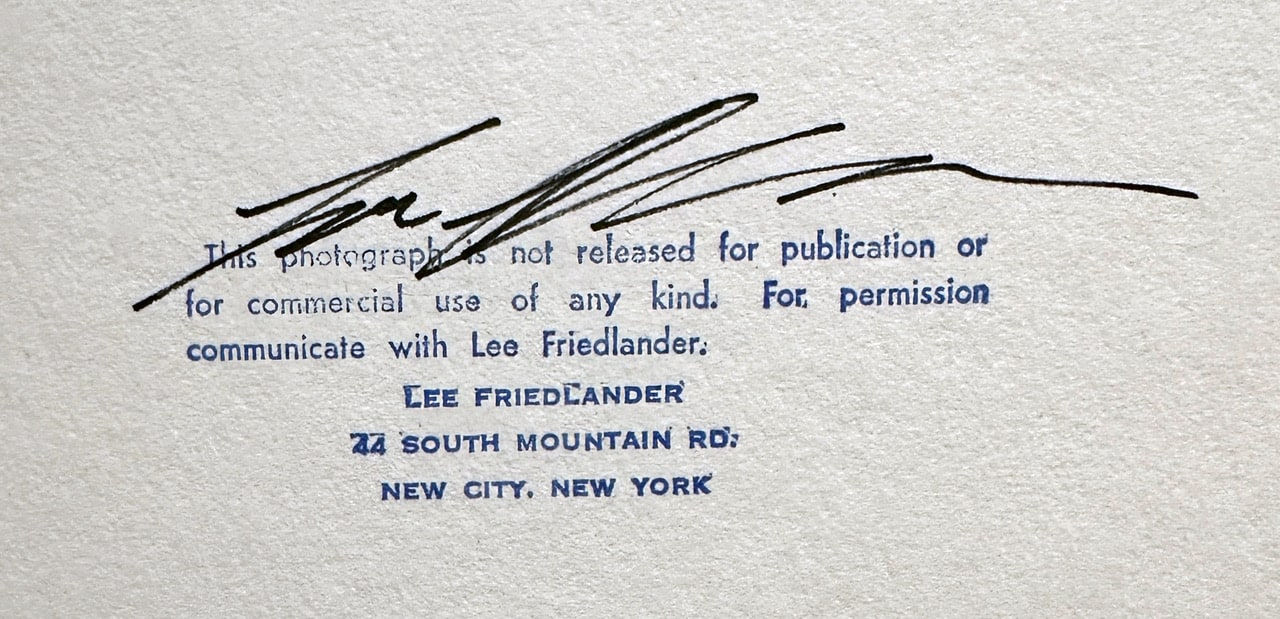 This photograph is not released for publication or
for commercial use of any kind. For permission
communicate with Lee Friedlander.
LEE FRIEDLANDER
44 SOUTH MOUNTAIN RD.
NEW CITY, NEW YORK